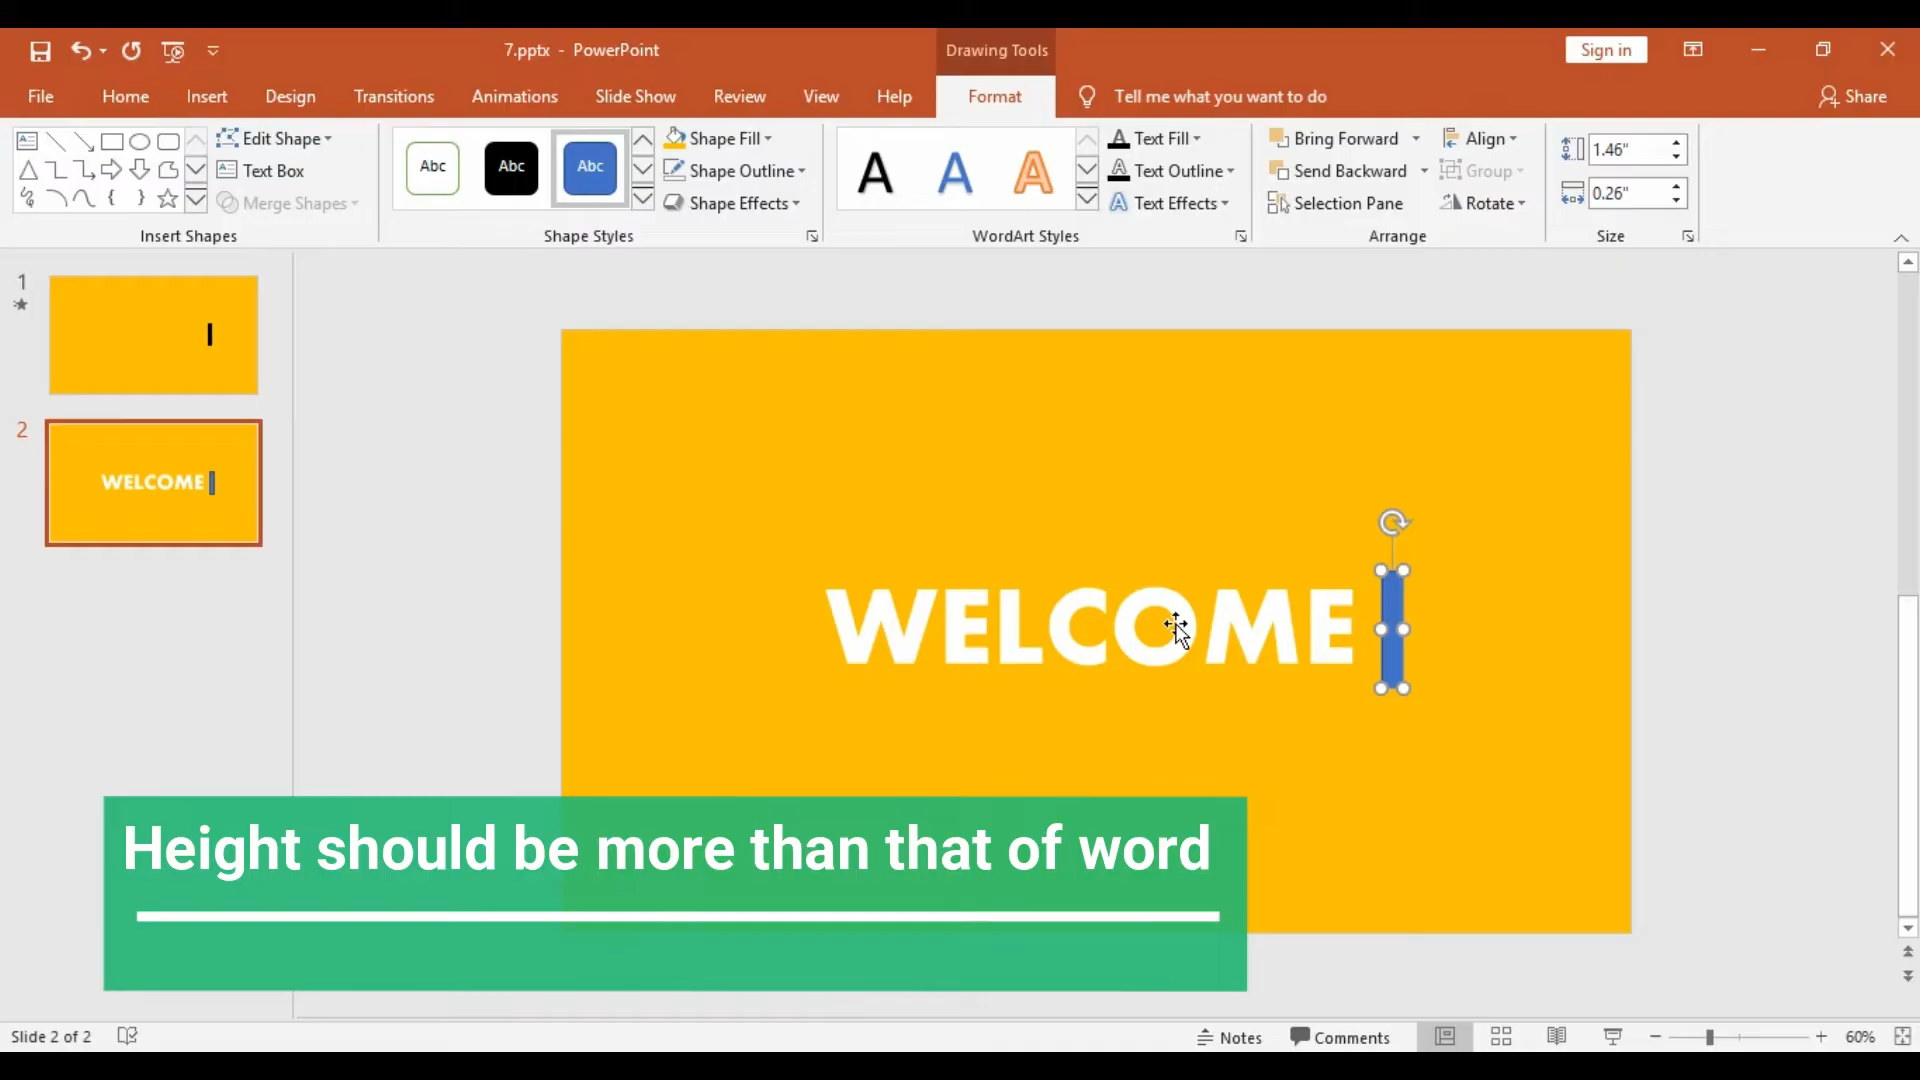 7.pptx - PowerPoint
Drawing Tools
Sign in
File Home Insert Design Transitions Animations Slide Show Review View Help Format Tell me what you want to do Share
Edit Shape
Text Box
Merge Shapes
Insert Shapes
Abc Abc Abc
Shape Fill
Shape Outline
Shape Effects
Shape Styles
A A A
Text Fill
Text Outline
Text Effects
WordArt Styles
Bring Forward
Send Backward
Selection Pane
Align
Group
Rotate
Arrange
1.46"
0.26"
Size
1
2
WELCOME
WELCOME
Height should be more than that of word
Slide 2 of 2
Notes Comments 60%